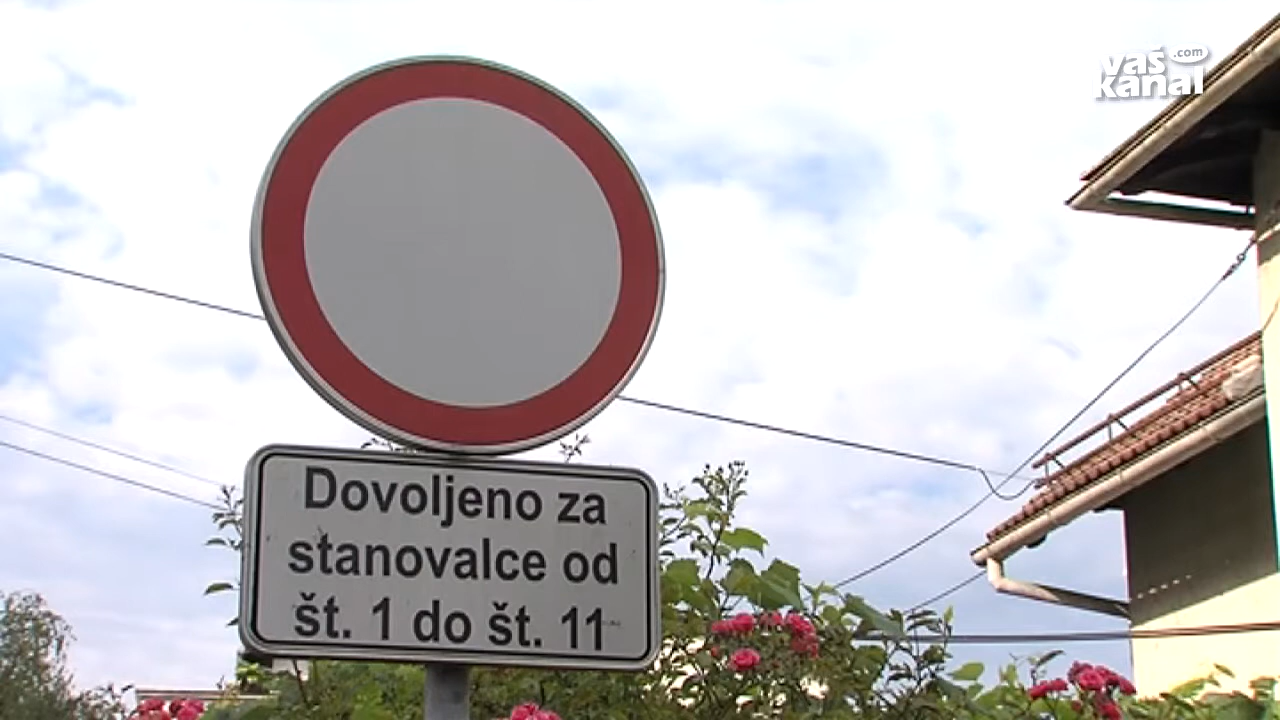 vaš .com
kanal
Dovoljeno za
stanovalce od
št. 1 do št. 11